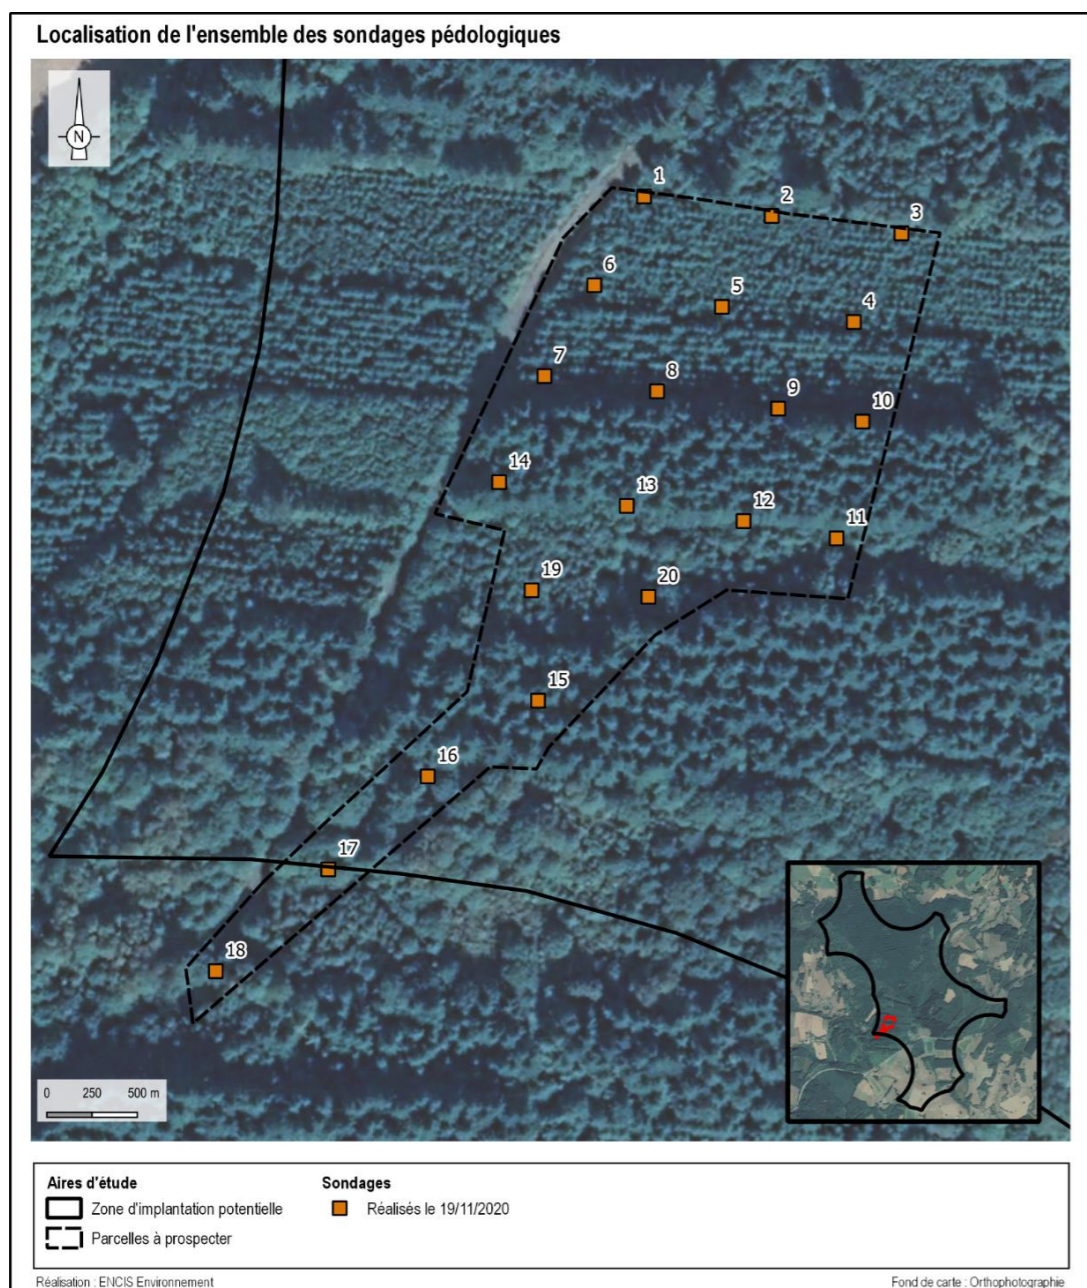 Localisation de l'ensemble des sondages pédologiques
N
1
2
3
6
5
4
7
8
9
10
14
13
12
11
19
20
15
16
17
18
0 250 500 m
Aires d'étude
Zone d'implantation potentielle
Parcelles à prospecter
Sondages
Réalisés le 19/11/2020
Réalisation : ENCIS Environnement
Fond de carte : Orthophotographie